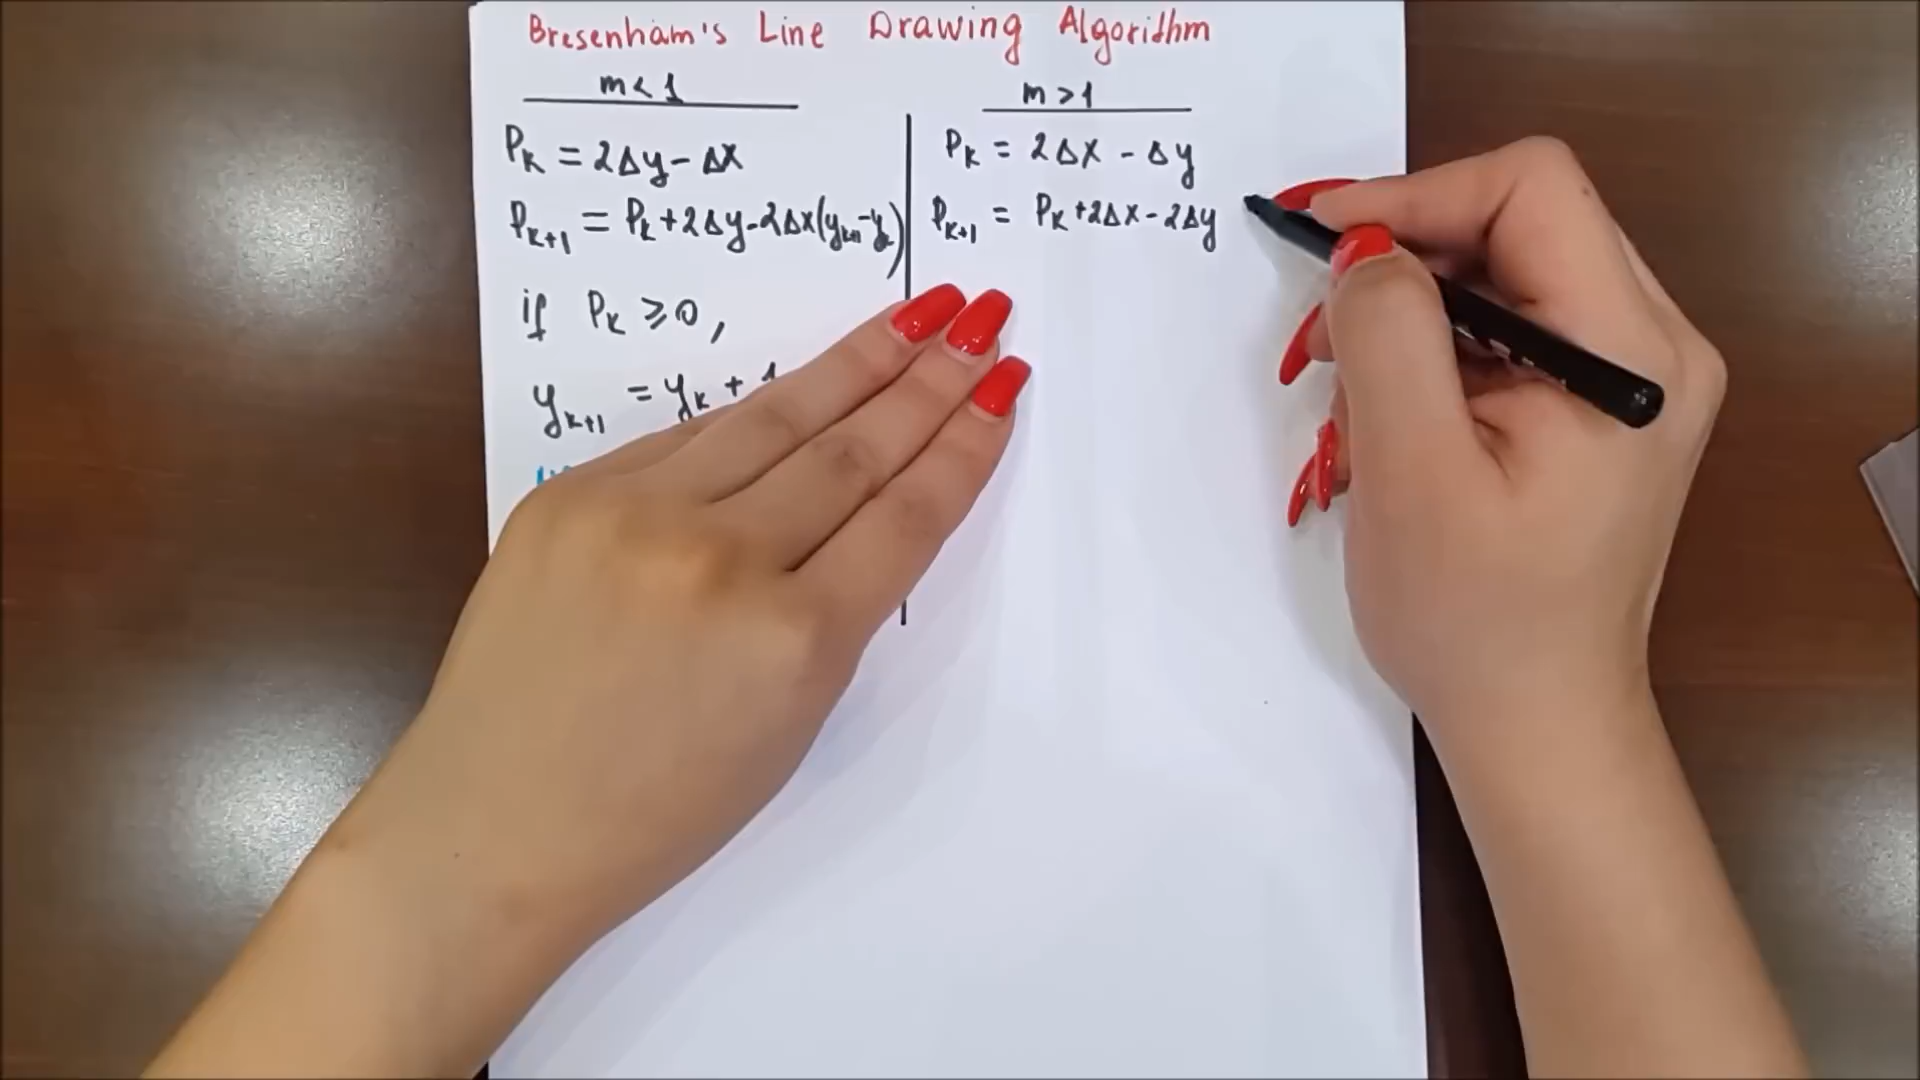 Bresenham's Line Drawing Algorithm
m < 1
Pk = 2Δy - Δx
Pk+1 = Pk + 2Δy - 2Δx(yk+1 - yk)
if Pk ≥ 0,
yk+1 = yk + 1
m > 1
Pk = 2Δx - Δy
Pk+1 = Pk + 2Δx - 2Δy